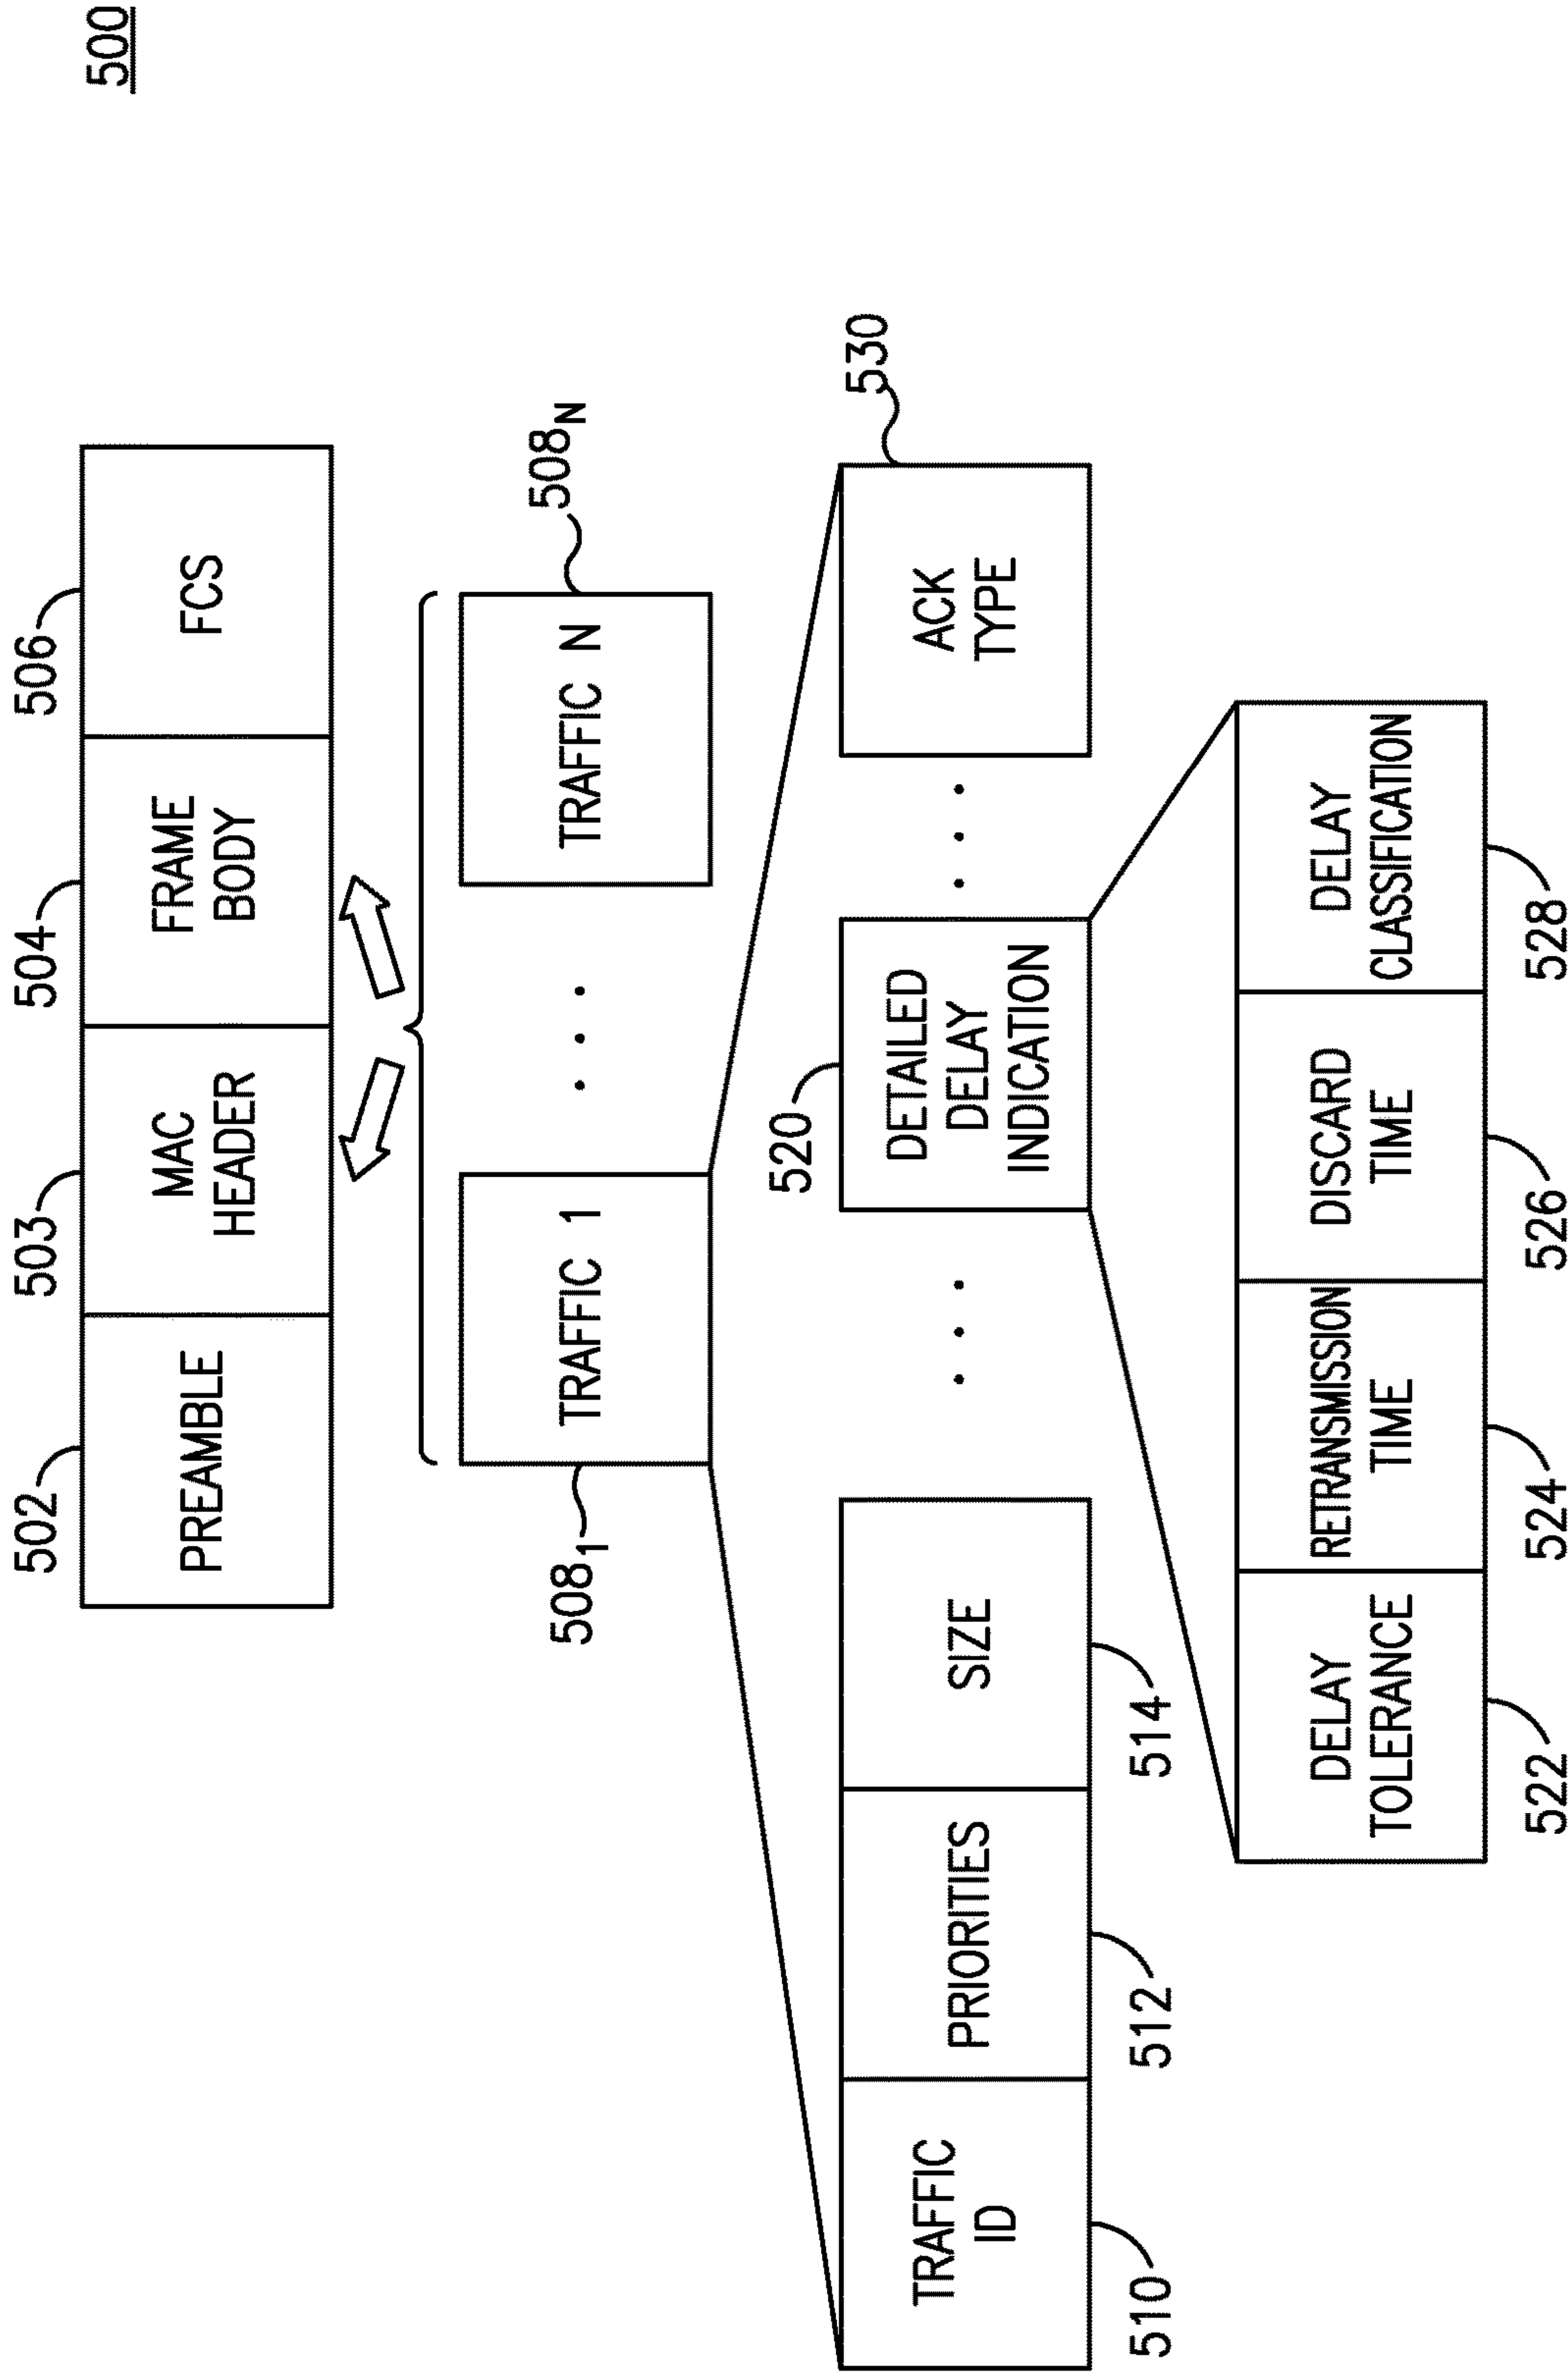 500
502
503
504
506
PREAMBLE
MAC
HEADER
FRAME
BODY
FCS
508₁
TRAFFIC 1
. . .
TRAFFIC N
508N
520
530
TRAFFIC
ID
PRIORITIES
SIZE
. . .
DETAILED
DELAY
INDICATION
. . .
ACK
TYPE
510
512
514
DELAY
TOLERANCE
RETRANSMISSION
TIME
DISCARD
TIME
DELAY
CLASSIFICATION
522
524
526
528